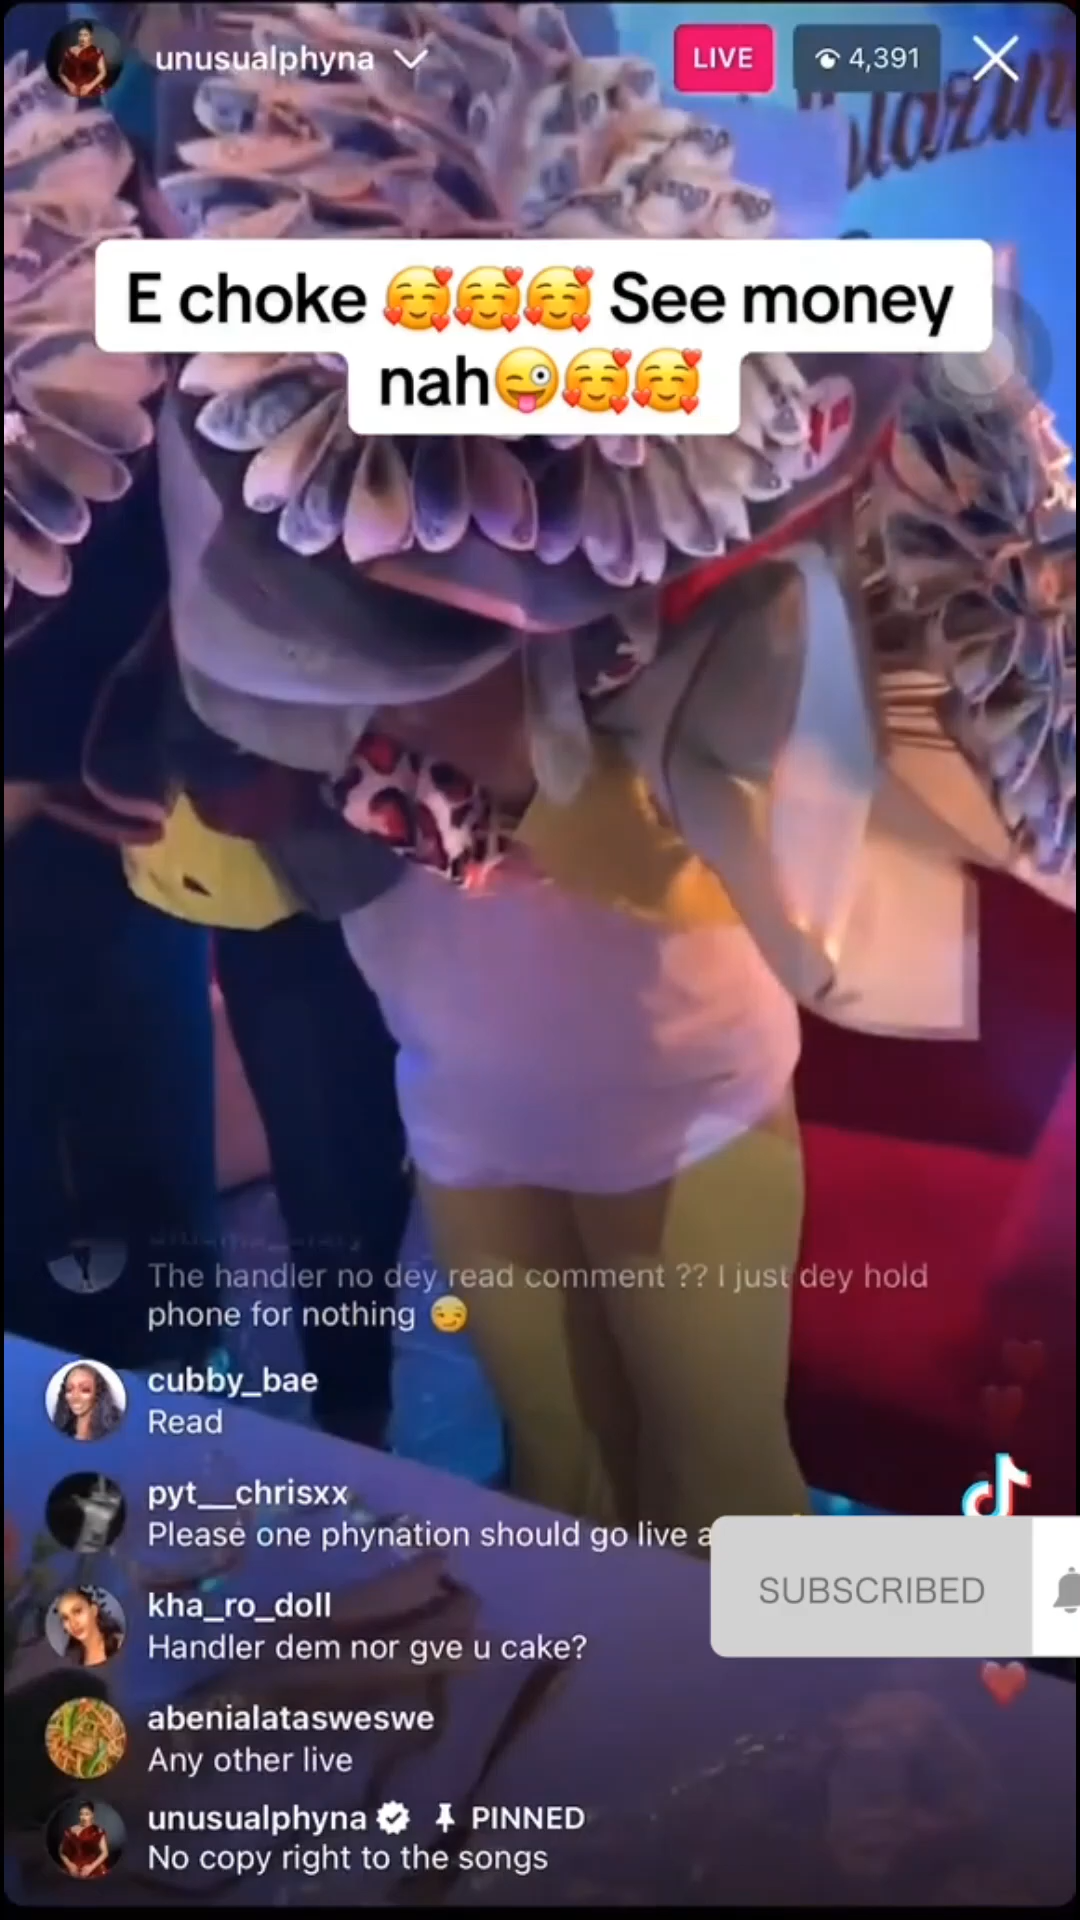 unusualphyna
LIVE
4,391
E choke 🥰🥰🥰 See money
nah😜🥰🥰
The handler no dey read comment ?? I just dey hold
phone for nothing 😏
cubby_bae
Read
pyt__chrisxx
Please one phynation should go live a
SUBSCRIBED
kha_ro_doll
Handler dem nor gve u cake?
abenialatasweswe
Any other live
unusualphyna PINNED
No copy right to the songs